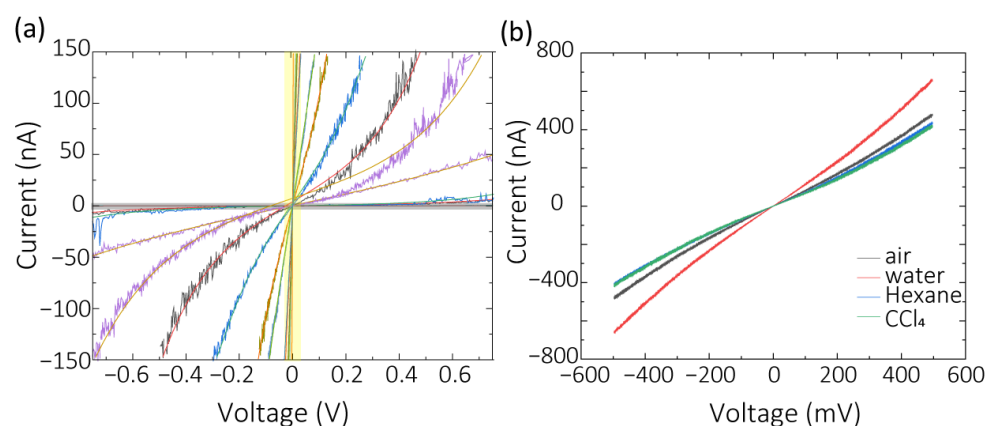 (a)
Current (nA)
150
100
50
0
−50
−100
−150
−0.6
−0.4
−0.2
0
0.2
0.4
0.6
Voltage (V)
(b)
Current (nA)
800
400
0
−400
−800
−600
−400
−200
0
200
400
600
Voltage (mV)
air
water
Hexane
CCl₄